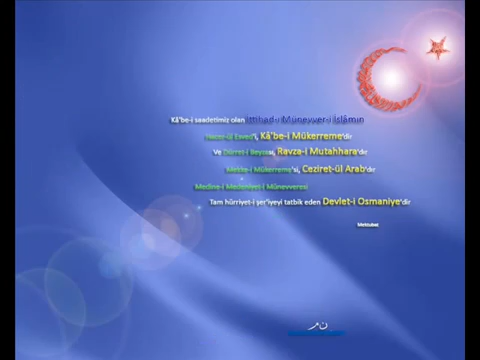 Kâ'be-i saadetimiz olan İttihad-ı Münevver-i İslâmın
Hacer-ül Esved'i, Kâ'be-i Mükerreme'dir
Ve Dürret-i Beyzası, Ravza-i Mutahhara'dır
Mekke-i Mükerreme'si, Ceziret-ül Arab'dır
Medine-i Medeniyet-i Münevveresi
Tam hürriyet-i şer'iyeyi tatbik eden Devlet-i Osmaniye'dir
Mektubat